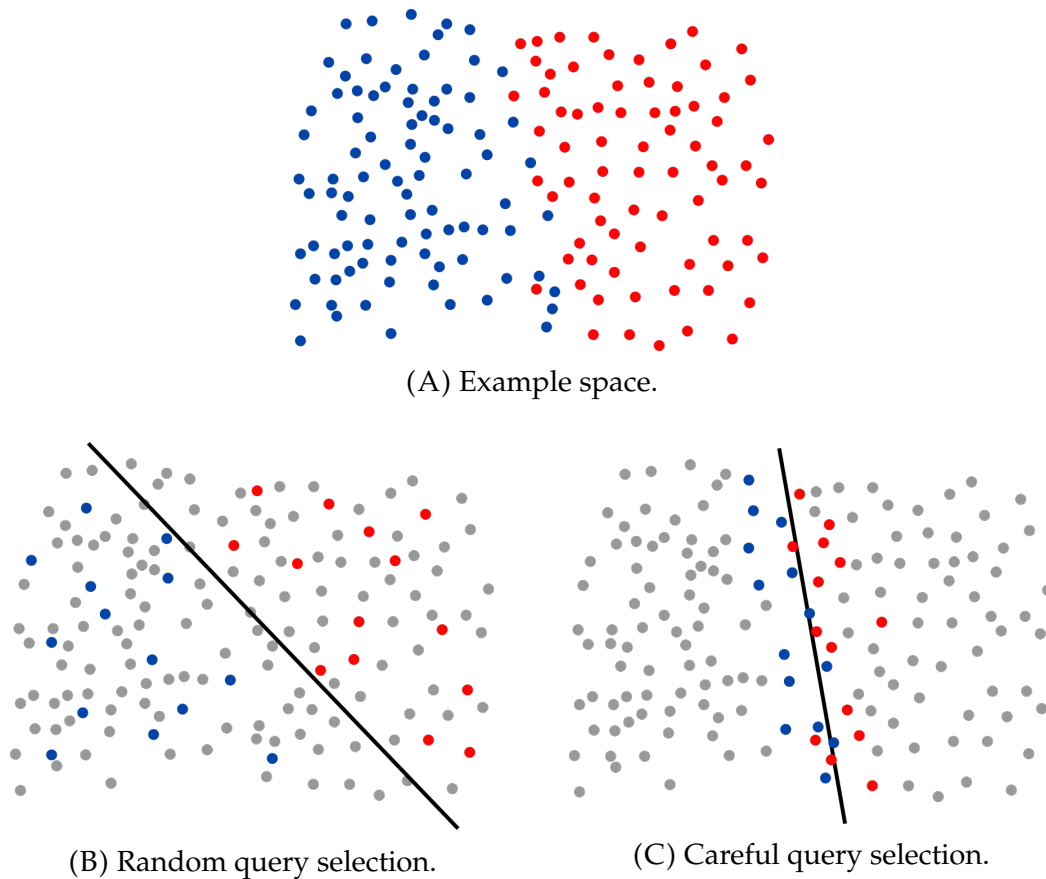 (A) Example space.
(B) Random query selection.
(C) Careful query selection.